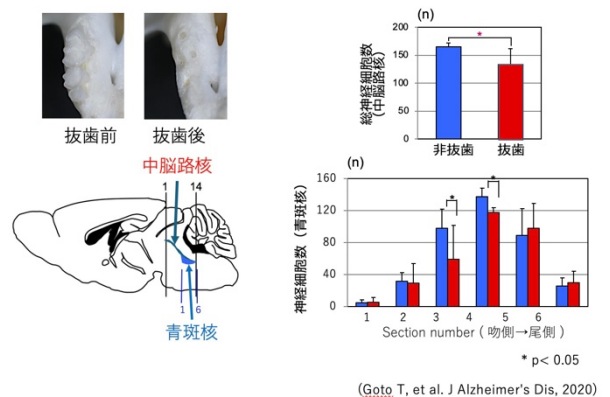 抜歯前
抜歯後
中脳路核
1
14
1
6
青斑核
(n)
総神経細胞数
(中脳路核)
200
150
100
50
0
*
非抜歯
抜歯
(n)
神経細胞数（青斑核）
160
120
80
40
0
*
*
1
2
3
4
5
6
Section number ( 吻側→尾側 )
* p< 0.05
(Goto T, et al. J Alzheimer's Dis, 2020)